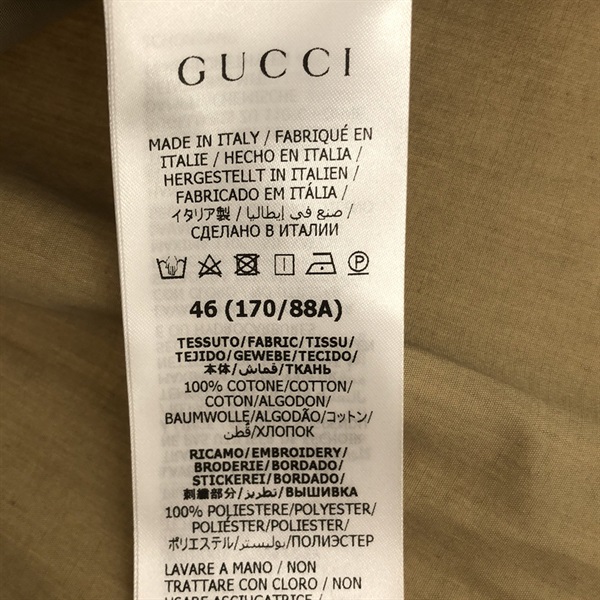 GUCCI
MADE IN ITALY / FABRIQUÉ EN
ITALIE / HECHO EN ITALIA /
HERGESTELLT IN ITALIEN /
FABRICADO EM ITÁLIA /
イタリア製 / صنع في إيطاليا /
СДЕЛАНО В ИТАЛИИ
46 (170/88A)
TESSUTO/FABRIC/TISSU/
TEJIDO/GEWEBE/TECIDO/
本体/قماش/ТКАНЬ
100% COTONE/COTTON/
COTON/ALGODON/
BAUMWOLLE/ALGODÃO/コットン/
قطن/ХЛОПОК
RICAMO/EMBROIDERY/
BRODERIE/BORDADO/
STICKEREI/BORDADO/
刺繍部分/تطريز/ВЫШИВКА
100% POLIESTERE/POLYESTER/
POLIÉSTER/POLIESTER/
ポリエステル/بوليستر/ПОЛИЭСТЕР
LAVARE A MANO / NON
TRATTARE CON CLORO / NON
USARE ASCIUGATRICE /